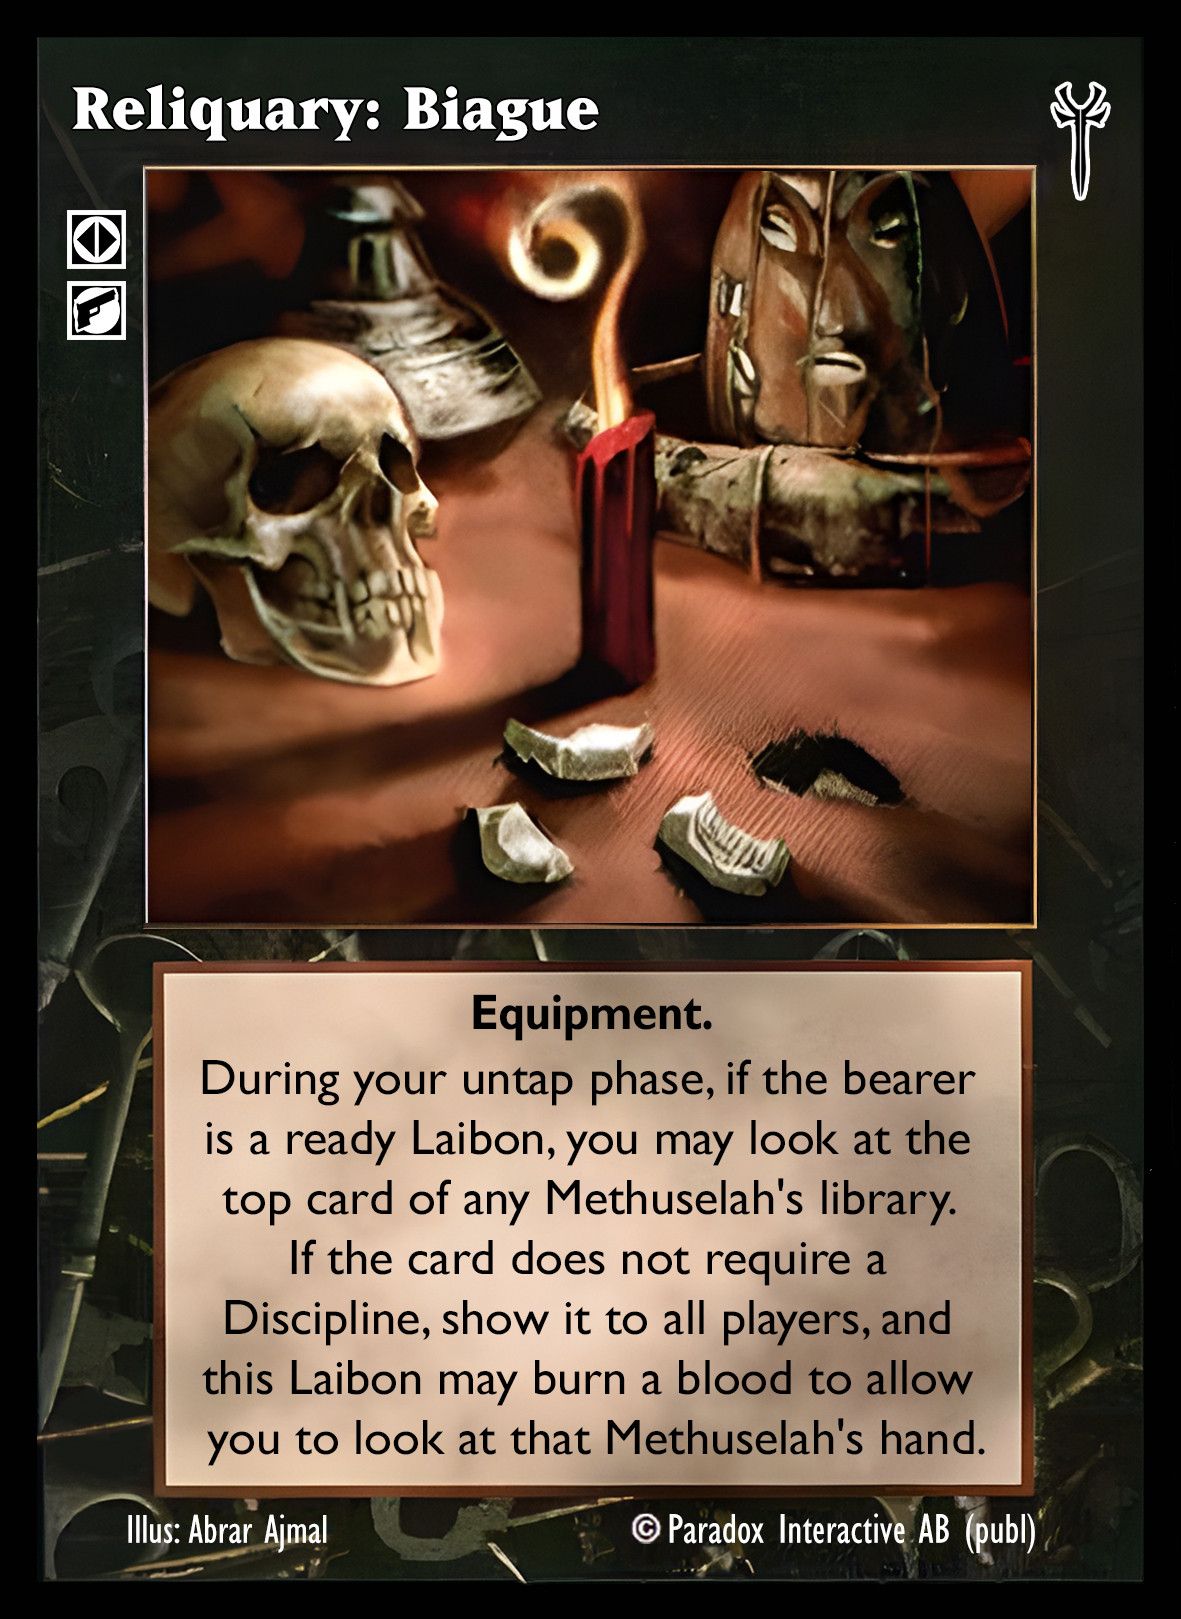 Reliquary: Biague
Equipment.
During your untap phase, if the bearer
is a ready Laibon, you may look at the
top card of any Methuselah's library.
If the card does not require a
Discipline, show it to all players, and
this Laibon may burn a blood to allow
you to look at that Methuselah's hand.
Illus: Abrar Ajmal
© Paradox Interactive AB (publ)